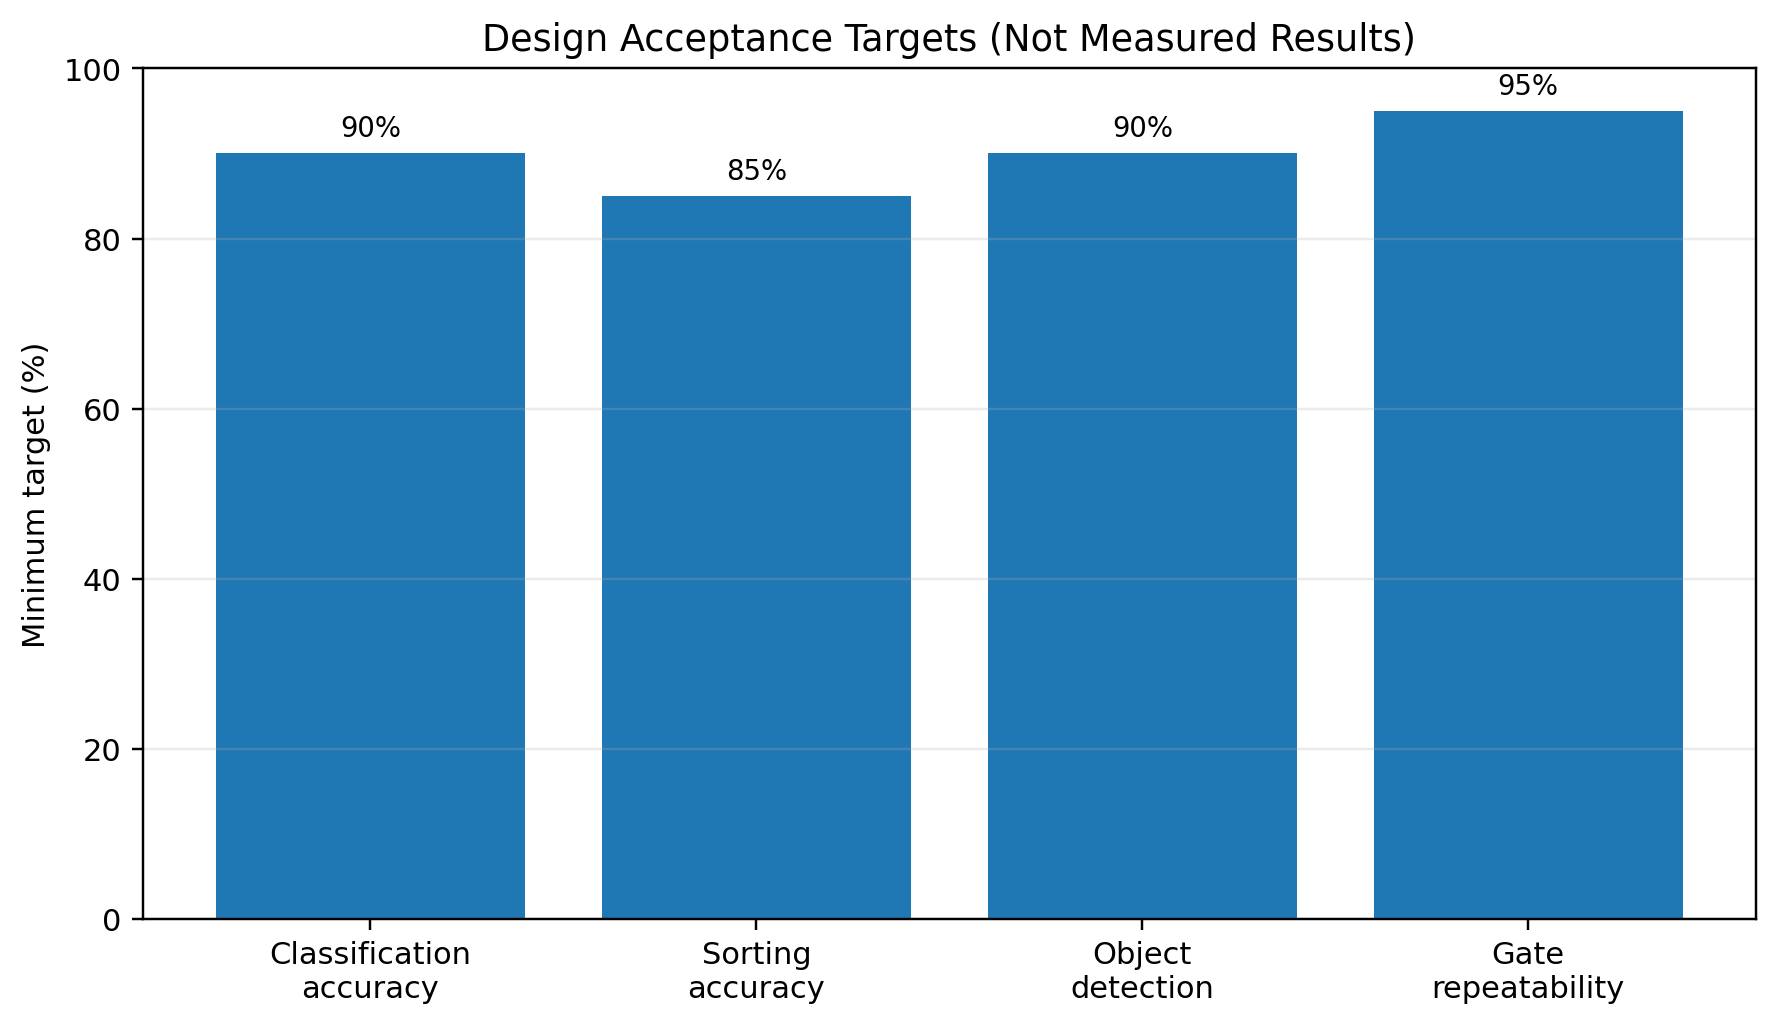 Design Acceptance Targets (Not Measured Results)
Minimum target (%)
100
80
60
40
20
0
90%
85%
90%
95%
Classification
accuracy
Sorting
accuracy
Object
detection
Gate
repeatability